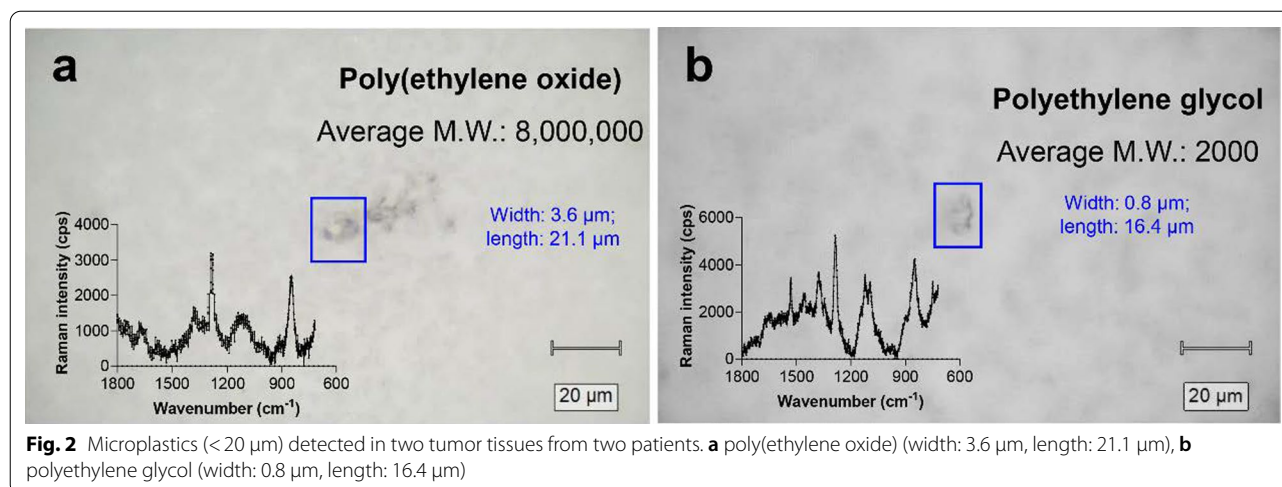 a
Poly(ethylene oxide)
Average M.W.: 8,000,000
Width: 3.6 µm;
length: 21.1 µm
Raman intensity (cps)
4000
3000
2000
1000
0
1800 1500 1200 900 600
Wavenumber (cm⁻¹)
20 µm
b
Polyethylene glycol
Average M.W.: 2000
Width: 0.8 µm;
length: 16.4 µm
Raman intensity (cps)
6000
4000
2000
0
1800 1500 1200 900 600
Wavenumber (cm⁻¹)
20 µm
Fig. 2 Microplastics (< 20 µm) detected in two tumor tissues from two patients. a poly(ethylene oxide) (width: 3.6 µm, length: 21.1 µm), b
polyethylene glycol (width: 0.8 µm, length: 16.4 µm)